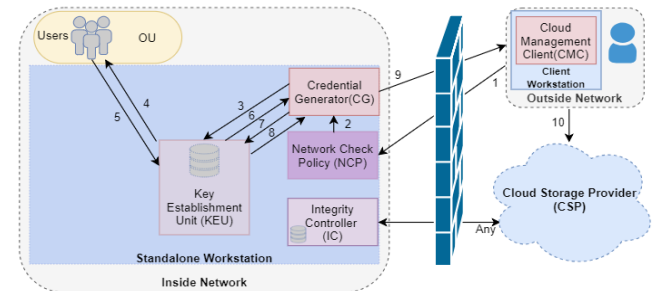 Users
OU
Cloud
Management
Client(CMC)
Client
Workstation
Outside Network
Credential
Generator(CG)
9
1
3
6
7
8
2
4
5
10
Network Check
Policy (NCP)
Key
Establishment
Unit (KEU)
Integrity
Controller
(IC)
Any
Cloud Storage Provider
(CSP)
Standalone Workstation
Inside Network